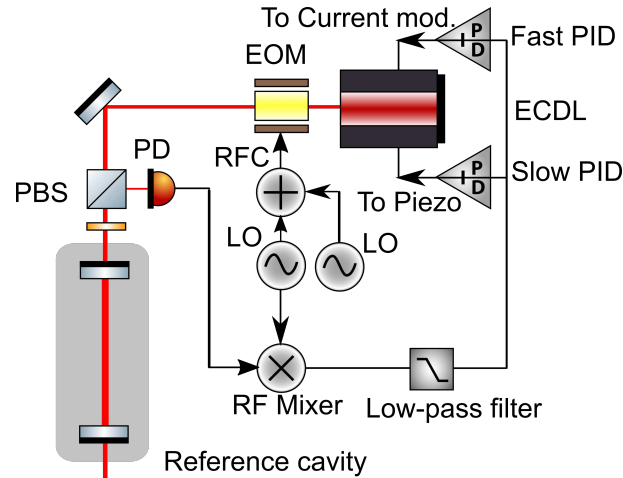 To Current mod.
P
I
D
Fast PID
EOM
ECDL
PD
RFC
PBS
P
I
D
Slow PID
To Piezo
LO
LO
RF Mixer
Low-pass filter
Reference cavity